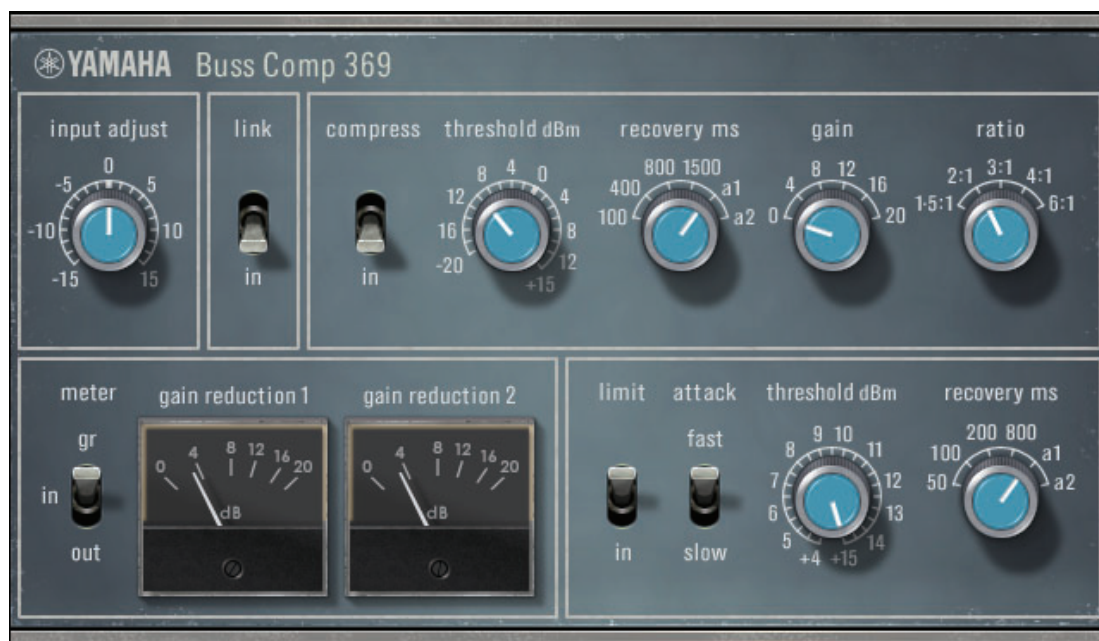 YAMAHA Buss Comp 369
input adjust
-15 -10 -5 0 5 10 15
link
in
compress
in
threshold dBm
-20 16 12 8 4 0 4 8 12 +15
recovery ms
100 400 800 1500 a1 a2
gain
0 4 8 12 16 20
ratio
1·5:1 2:1 3:1 4:1 6:1
meter
gr
in
out
gain reduction 1
0 4 8 12 16 20
dB
gain reduction 2
0 4 8 12 16 20
dB
limit
in
attack
fast
slow
threshold dBm
+4 5 6 7 8 9 10 11 12 13 14 +15
recovery ms
50 100 200 800 a1 a2